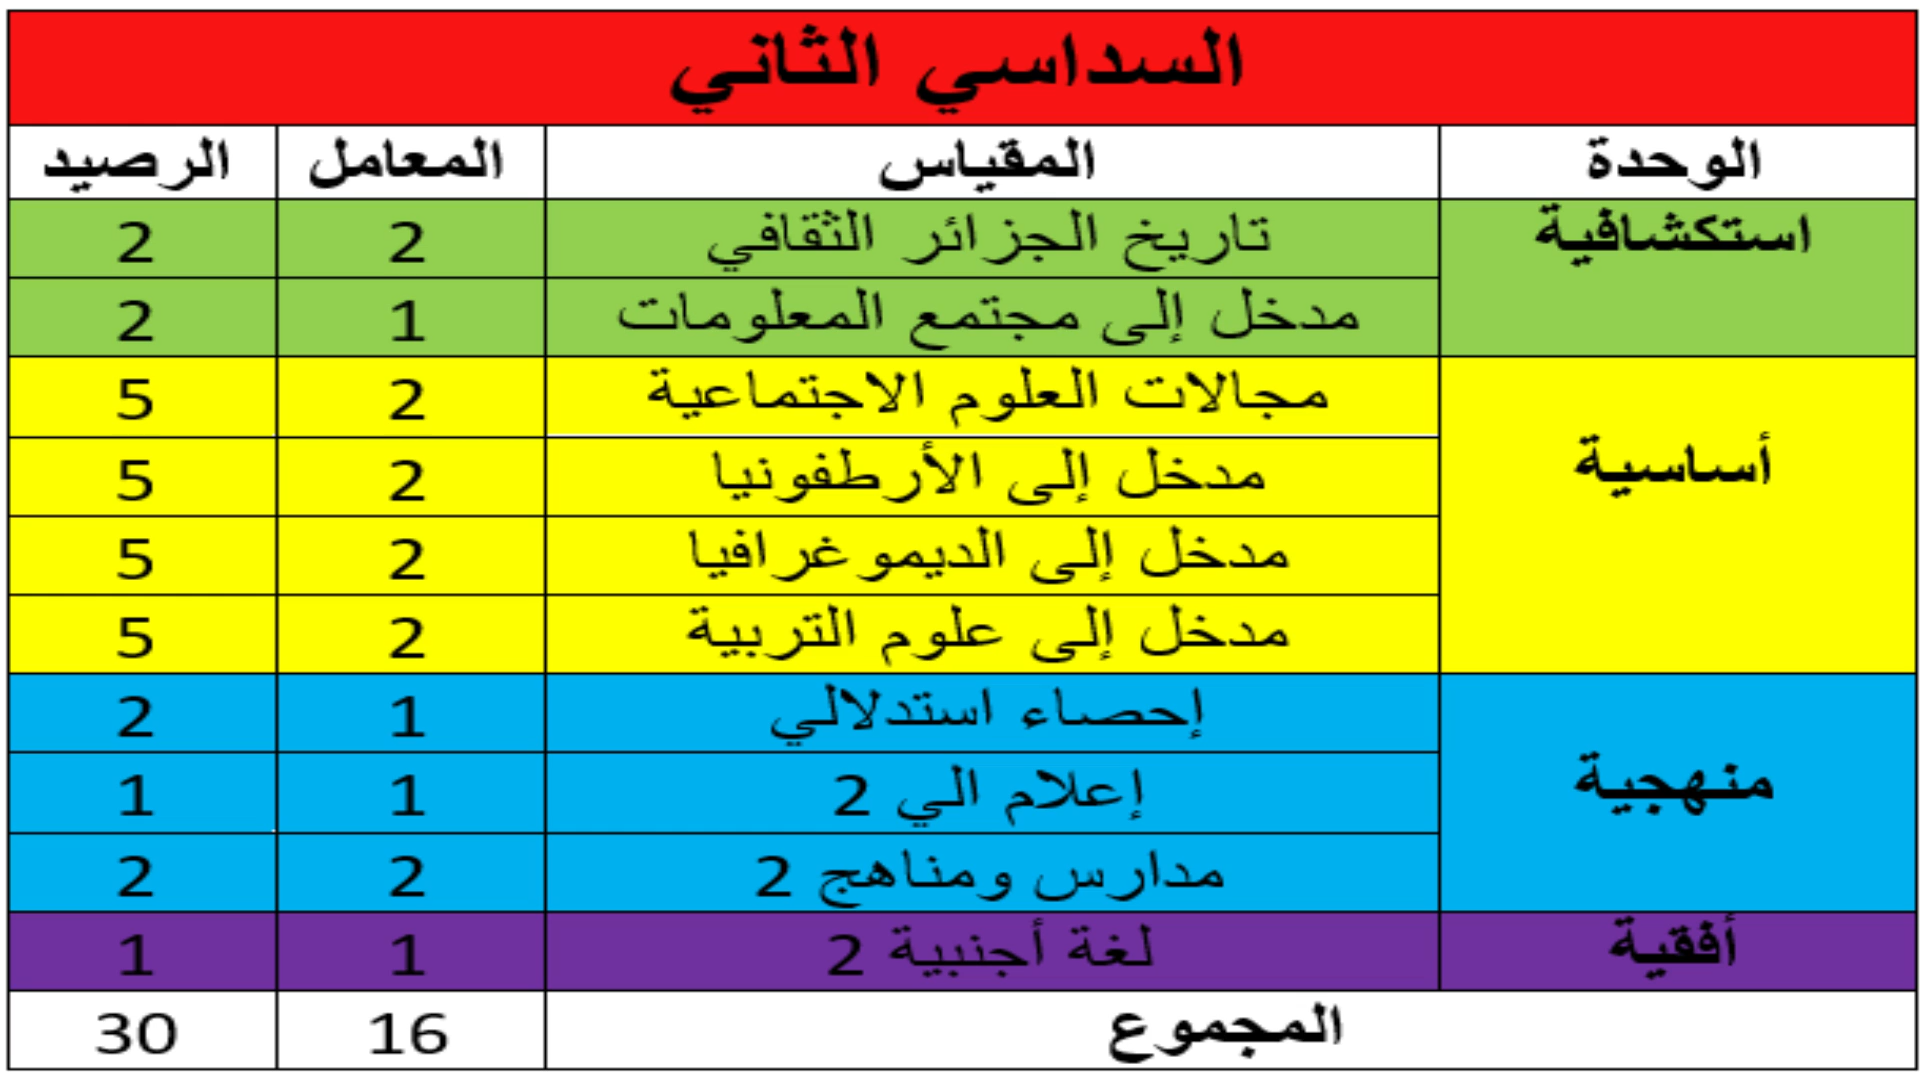 السداسي الثاني
الوحدة المقياس المعامل الرصيد
استكشافية تاريخ الجزائر الثقافي 2 2
مدخل إلى مجتمع المعلومات 1 2
أساسية مجالات العلوم الاجتماعية 2 5
مدخل إلى الأرطفونيا 2 5
مدخل إلى الديموغرافيا 2 5
مدخل إلى علوم التربية 2 5
منهجية إحصاء استدلالي 1 2
إعلام الي 2 1 1
مدارس ومناهج 2 2 2
أفقية لغة أجنبية 2 1 1
المجموع 16 30